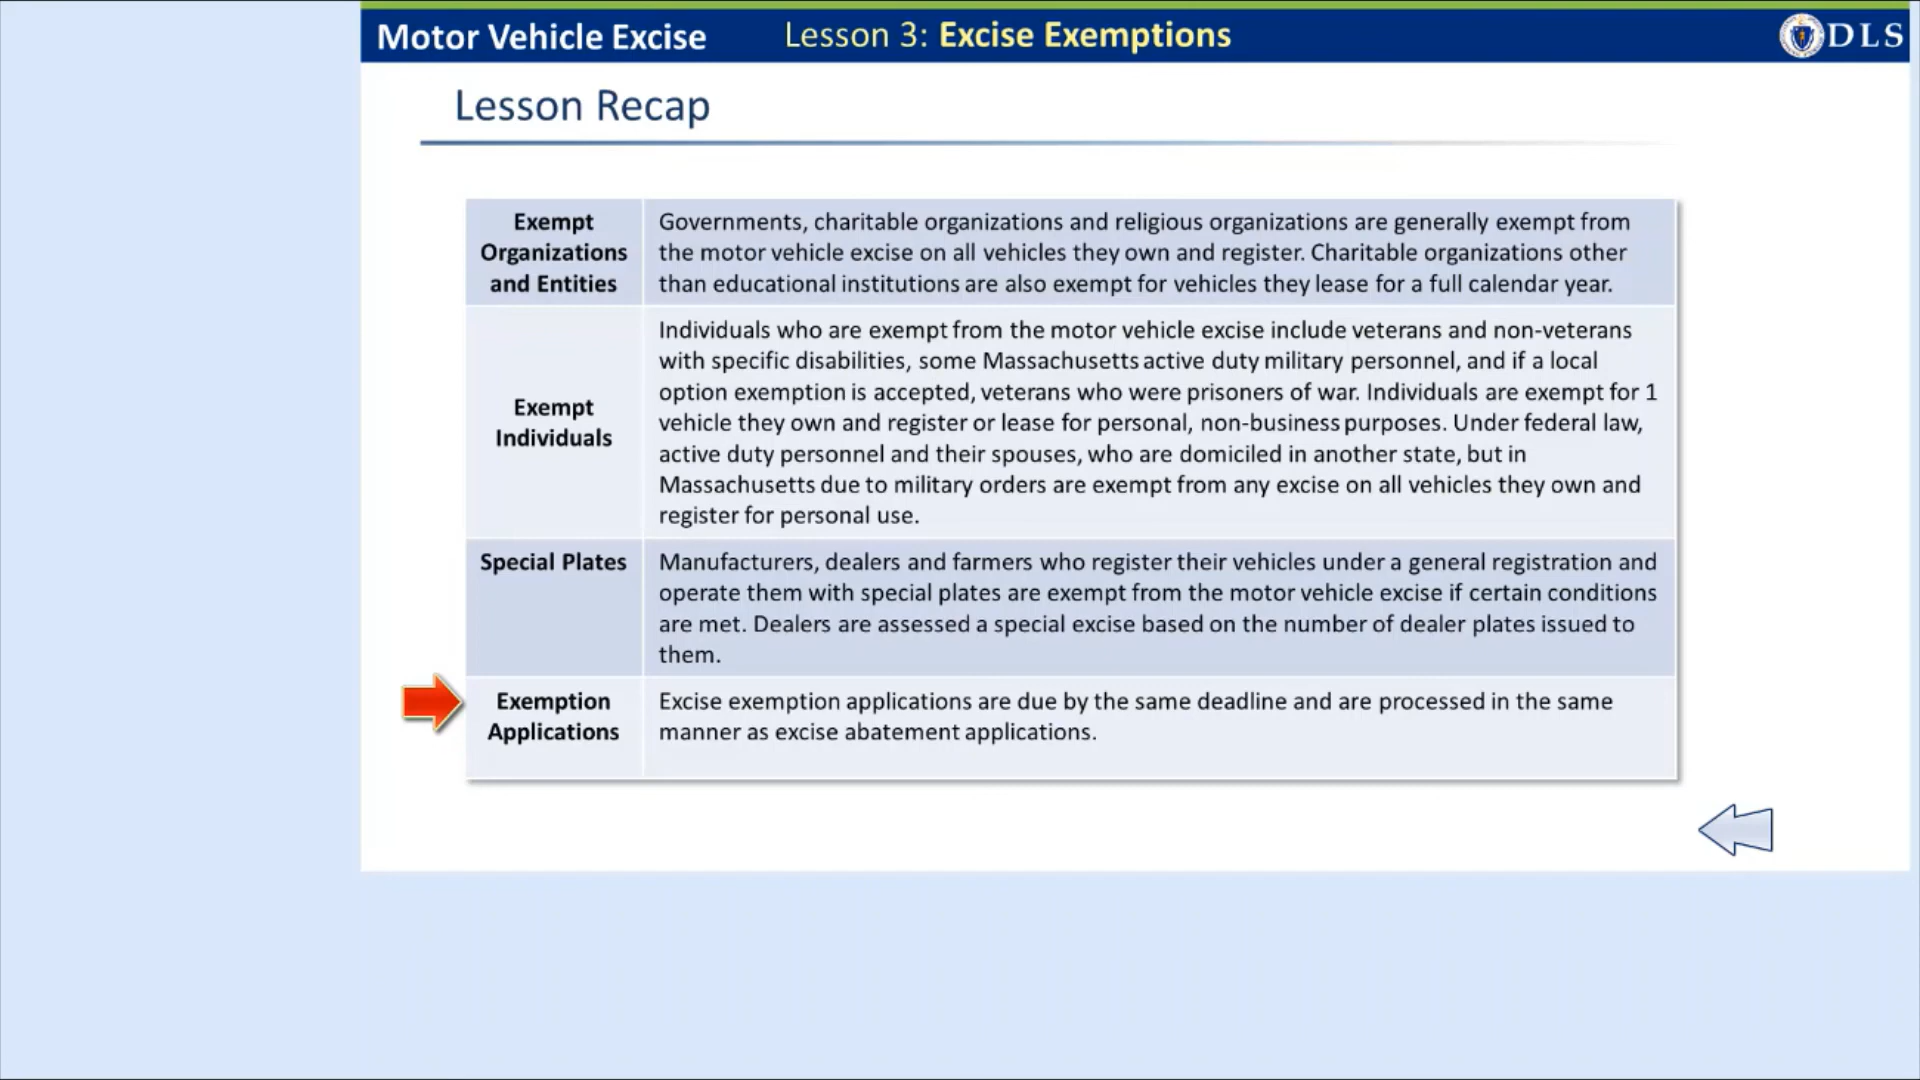 Motor Vehicle Excise
Lesson 3: Excise Exemptions
DLS
Lesson Recap
Exempt
Organizations
and Entities
Governments, charitable organizations and religious organizations are generally exempt from
the motor vehicle excise on all vehicles they own and register. Charitable organizations other
than educational institutions are also exempt for vehicles they lease for a full calendar year.
Exempt
Individuals
Individuals who are exempt from the motor vehicle excise include veterans and non-veterans
with specific disabilities, some Massachusetts active duty military personnel, and if a local
option exemption is accepted, veterans who were prisoners of war. Individuals are exempt for 1
vehicle they own and register or lease for personal, non-business purposes. Under federal law,
active duty personnel and their spouses, who are domiciled in another state, but in
Massachusetts due to military orders are exempt from any excise on all vehicles they own and
register for personal use.
Special Plates
Manufacturers, dealers and farmers who register their vehicles under a general registration and
operate them with special plates are exempt from the motor vehicle excise if certain conditions
are met. Dealers are assessed a special excise based on the number of dealer plates issued to
them.
Exemption
Applications
Excise exemption applications are due by the same deadline and are processed in the same
manner as excise abatement applications.